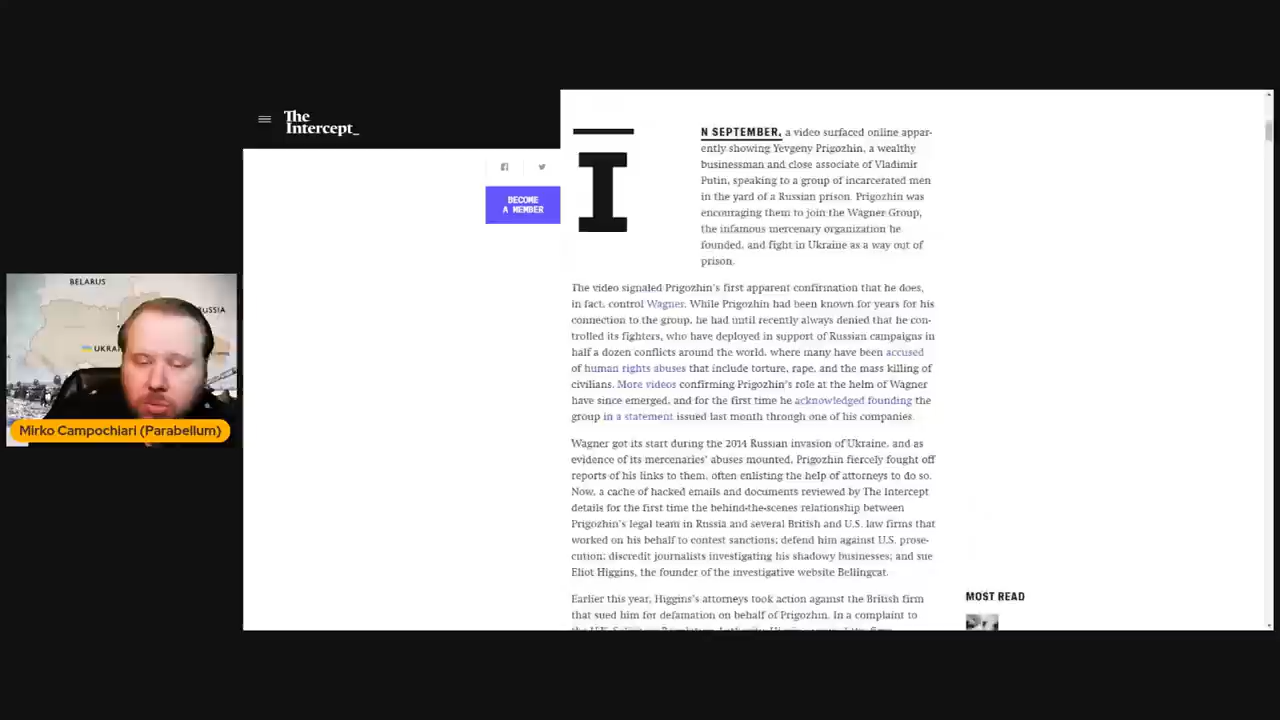 The
Intercept_
BECOME
A MEMBER
I
N SEPTEMBER, a video surfaced online appar-
ently showing Yevgeny Prigozhin, a wealthy
businessman and close associate of Vladimir
Putin, speaking to a group of incarcerated men
in the yard of a Russian prison. Prigozhin was
encouraging them to join the Wagner Group,
the infamous mercenary organization he
founded, and fight in Ukraine as a way out of
prison.
The video signaled Prigozhin's first apparent confirmation that he does,
in fact, control Wagner. While Prigozhin had been known for years for his
connection to the group, he had until recently always denied that he con-
trolled its fighters, who have deployed in support of Russian campaigns in
half a dozen conflicts around the world, where many have been accused
of human rights abuses that include torture, rape, and the mass killing of
civilians. More videos confirming Prigozhin's role at the helm of Wagner
have since emerged, and for the first time he acknowledged founding the
group in a statement issued last month through one of his companies.
Wagner got its start during the 2014 Russian invasion of Ukraine, and as
evidence of its mercenaries' abuses mounted, Prigozhin fiercely fought off
reports of his links to them, often enlisting the help of attorneys to do so.
Now, a cache of hacked emails and documents reviewed by The Intercept
details for the first time the behind-the-scenes relationship between
Prigozhin's legal team in Russia and several British and U.S. law firms that
worked on his behalf to contest sanctions; defend him against U.S. prose-
cution; discredit journalists investigating his shadowy businesses; and sue
Eliot Higgins, the founder of the investigative website Bellingcat.
Earlier this year, Higgins's attorneys took action against the British firm
that sued him for defamation on behalf of Prigozhin. In a complaint to
MOST READ
BELARUS
UKRAI
Mirko Campochiari (Parabellum)